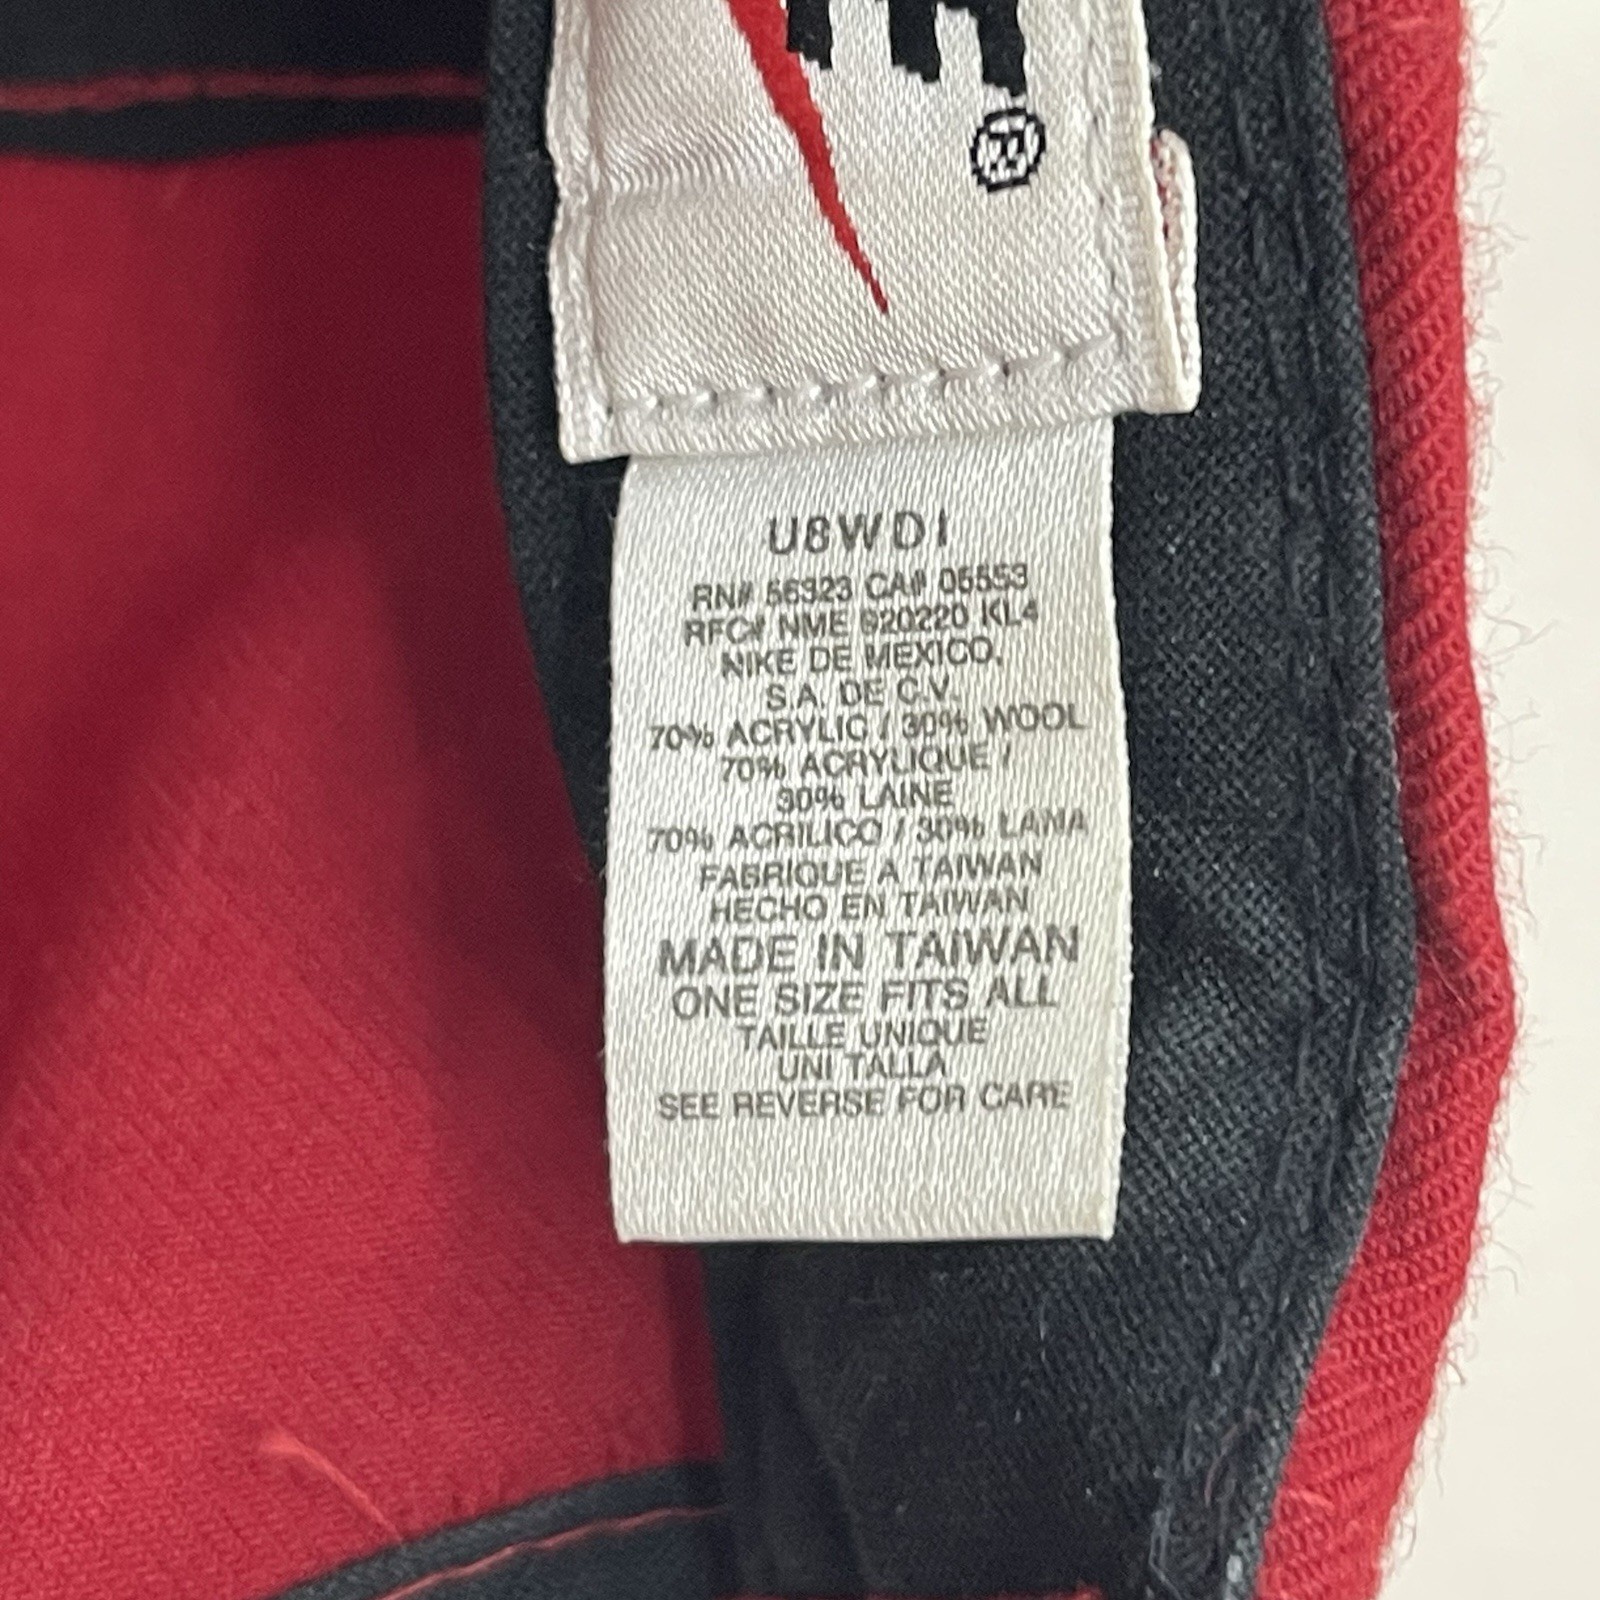 ®
U8WDI
RN# 56323 CA# 05553
RFC# NME 920220 KL4
NIKE DE MEXICO,
S.A. DE C.V.
70% ACRYLIC / 30% WOOL
70% ACRYLIQUE /
30% LAINE
70% ACRILICO / 30% LANA
FABRIQUE A TAIWAN
HECHO EN TAIWAN
MADE IN TAIWAN
ONE SIZE FITS ALL
TAILLE UNIQUE
UNI TALLA
SEE REVERSE FOR CARE